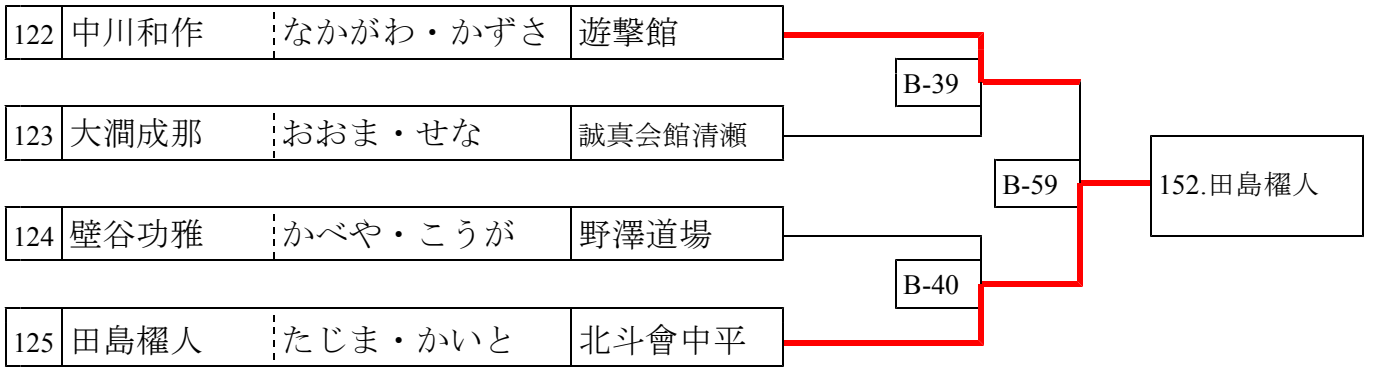 122 中川和作 なかがわ・かずさ 遊撃館
B-39
123 大澗成那 おおま・せな 誠真会館清瀬
B-59 152.田島櫂人
124 壁谷功雅 かべや・こうが 野澤道場
B-40
125 田島櫂人 たじま・かいと 北斗會中平